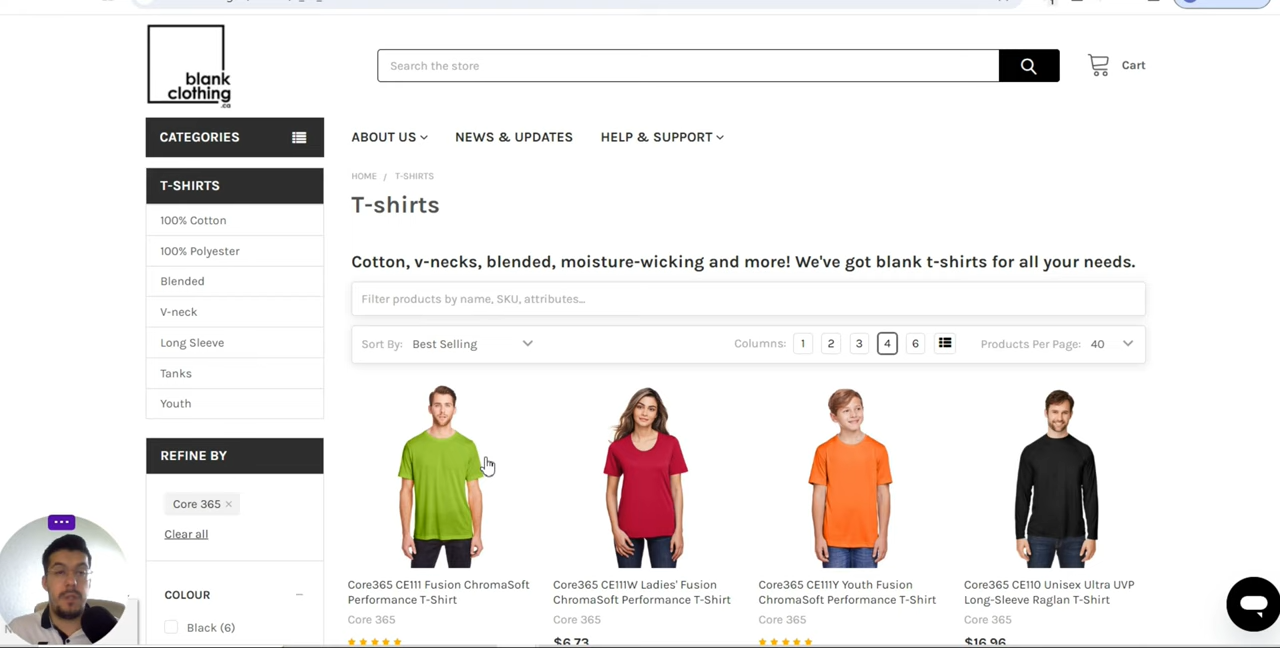 blank
clothing
.ca
Search the store
Cart
CATEGORIES
ABOUT US
NEWS & UPDATES
HELP & SUPPORT
T-SHIRTS
100% Cotton
100% Polyester
Blended
V-neck
Long Sleeve
Tanks
Youth
REFINE BY
Core 365 ×
Clear all
COLOUR
Black (6)
HOME / T-SHIRTS
T-shirts
Cotton, v-necks, blended, moisture-wicking and more! We've got blank t-shirts for all your needs.
Filter products by name, SKU, attributes...
Sort By: Best Selling
Columns: 1 2 3 4 6
Products Per Page: 40
Core365 CE111 Fusion ChromaSoft
Performance T-Shirt
Core 365
Core365 CE111W Ladies' Fusion
ChromaSoft Performance T-Shirt
Core 365
$6.73
Core365 CE111Y Youth Fusion
ChromaSoft Performance T-Shirt
Core 365
Core365 CE110 Unisex Ultra UVP
Long-Sleeve Raglan T-Shirt
Core 365
$16.96